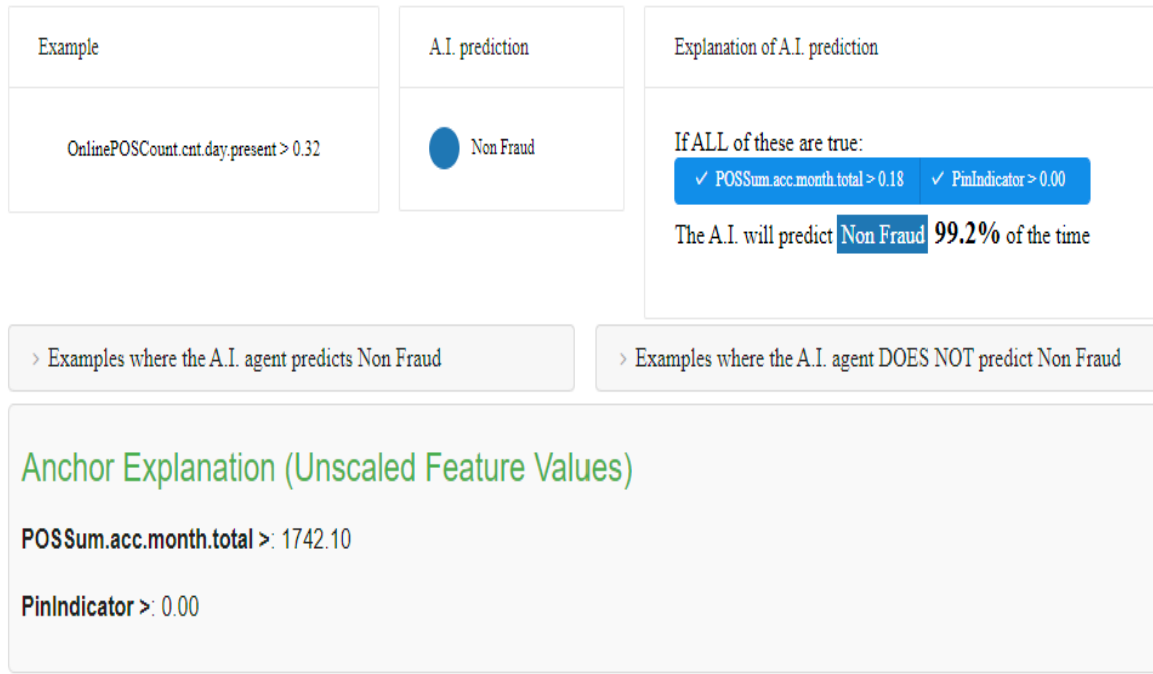 Example
OnlinePOSCount.cnt.day.present > 0.32
A.I. prediction
Non Fraud
Explanation of A.I. prediction
If ALL of these are true:
✓ POSSum.acc.month.total > 0.18 ✓ PinIndicator > 0.00
The A.I. will predict Non Fraud 99.2% of the time
> Examples where the A.I. agent predicts Non Fraud
> Examples where the A.I. agent DOES NOT predict Non Fraud
Anchor Explanation (Unscaled Feature Values)
POSSum.acc.month.total >: 1742.10
PinIndicator >: 0.00